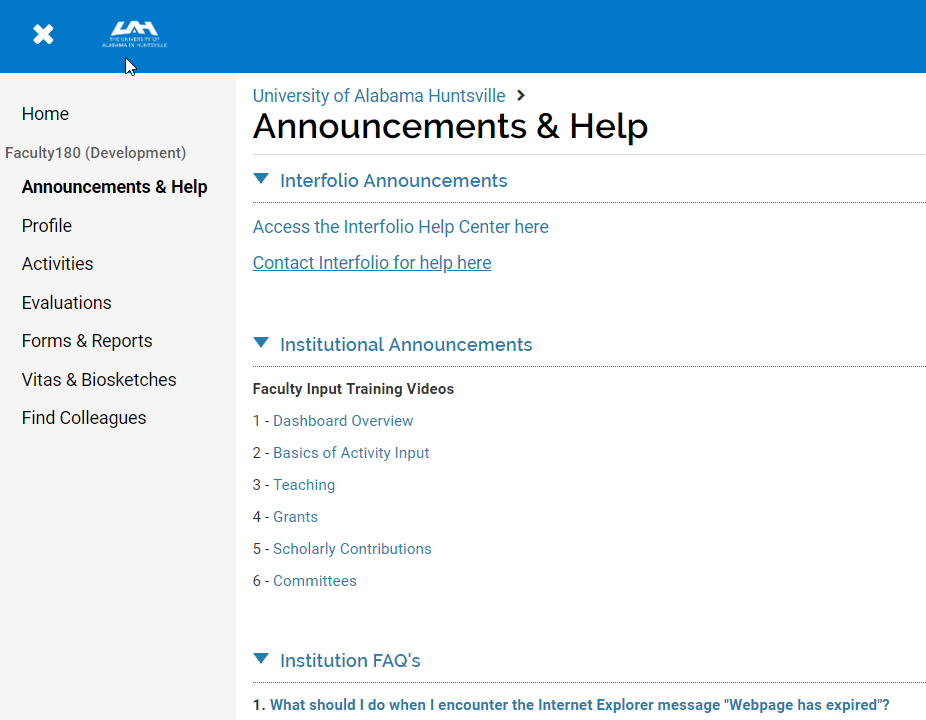 UAH
THE UNIVERSITY OF
ALABAMA IN HUNTSVILLE
Home
Faculty180 (Development)
Announcements & Help
Profile
Activities
Evaluations
Forms & Reports
Vitas & Biosketches
Find Colleagues
University of Alabama Huntsville
Announcements & Help
Interfolio Announcements
Access the Interfolio Help Center here
Contact Interfolio for help here
Institutional Announcements
Faculty Input Training Videos
1 - Dashboard Overview
2 - Basics of Activity Input
3 - Teaching
4 - Grants
5 - Scholarly Contributions
6 - Committees
Institution FAQ's
1. What should I do when I encounter the Internet Explorer message "Webpage has expired"?